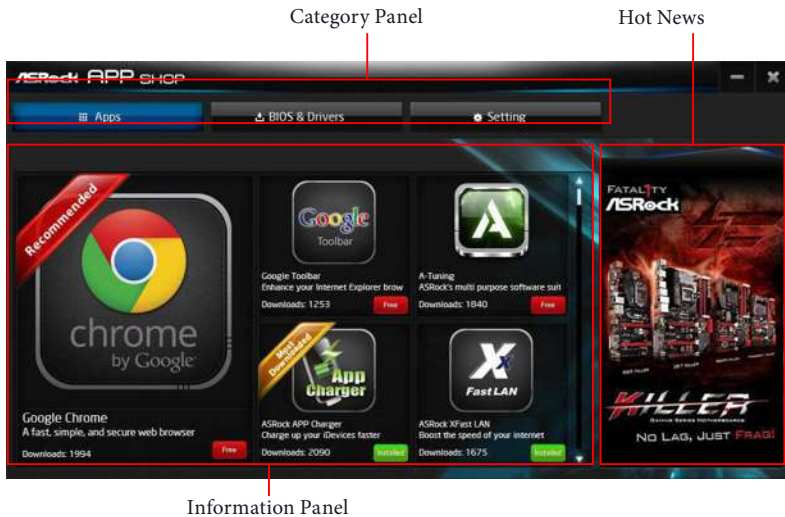 Category Panel
Hot News
ASRock APP SHOP
Apps
BIOS & Drivers
Setting
Recommended
chrome
by Google
Google Chrome
A fast, simple, and secure web browser
Downloads: 1994
Free
Google
Toolbar
Google Toolbar
Enhance your Internet Explorer brow
Downloads: 1253
Free
A
A-Tuning
ASRock's multi purpose software suit
Downloads: 1840
Free
Most
Downloaded
App
Charger
ASRock APP Charger
Charge up your iDevices faster
Downloads: 2090
Installed
X
Fast LAN
ASRock XFast LAN
Boost the speed of your internet
Downloads: 1675
Installed
FATAL1TY
ASRock
KILLER
GAMING SERIES MOTHERBOARDS
NO LAG, JUST FRAG!
Information Panel